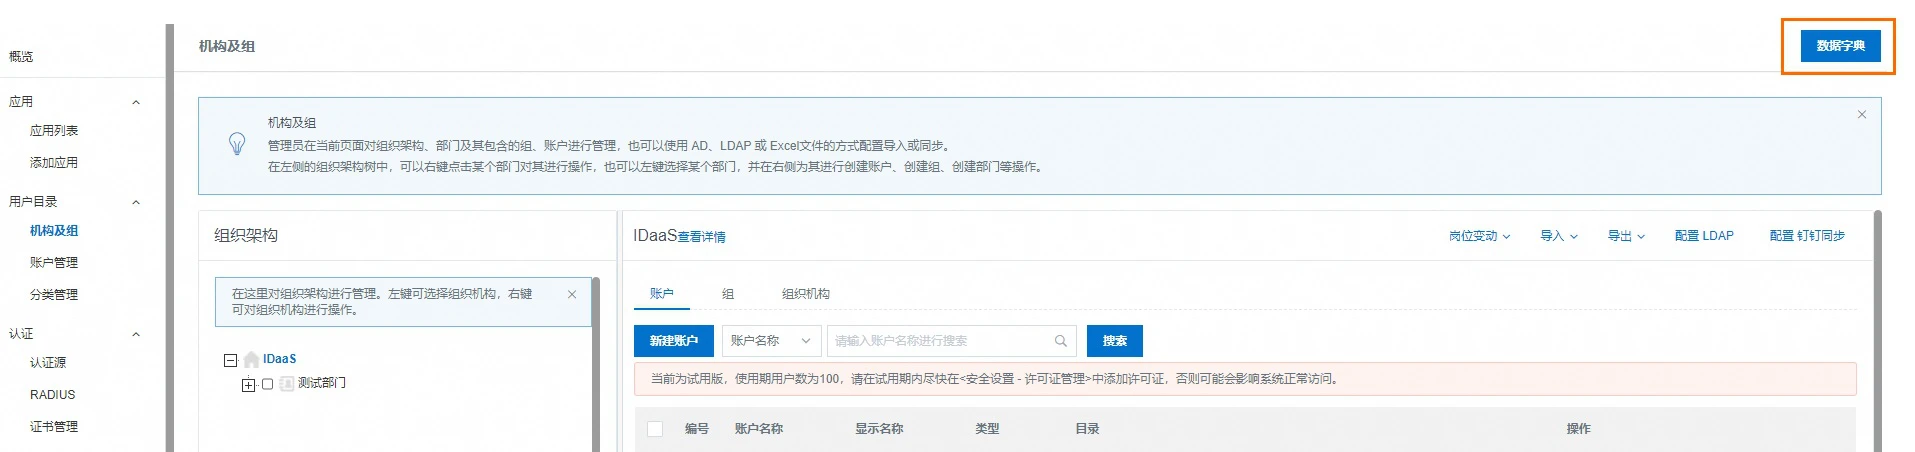 概览
应用
应用列表
添加应用
用户目录
机构及组
账户管理
分类管理
认证
认证源
RADIUS
证书管理
机构及组
数据字典
机构及组
管理员在当前页面对组织架构、部门及其包含的组、账户进行管理，也可以使用 AD、LDAP 或 Excel文件的方式配置导入或同步。
在左侧的组织架构树中，可以右键点击某个部门对其进行操作，也可以左键选择某个部门，并在右侧为其进行创建账户、创建组、创建部门等操作。
组织架构
在这里对组织架构进行管理。左键可选择组织机构，右键
可对组织机构进行操作。
IDaaS
测试部门
IDaaS查看详情
岗位变动 导入 导出 配置 LDAP 配置 钉钉同步
账户 组 组织机构
新建账户 账户名称 请输入账户名称进行搜索 搜索
当前为试用版，使用期用户数为100，请在试用期内尽快在<安全设置 - 许可证管理>中添加许可证，否则可能会影响系统正常访问。
编号 账户名称 显示名称 类型 目录 操作